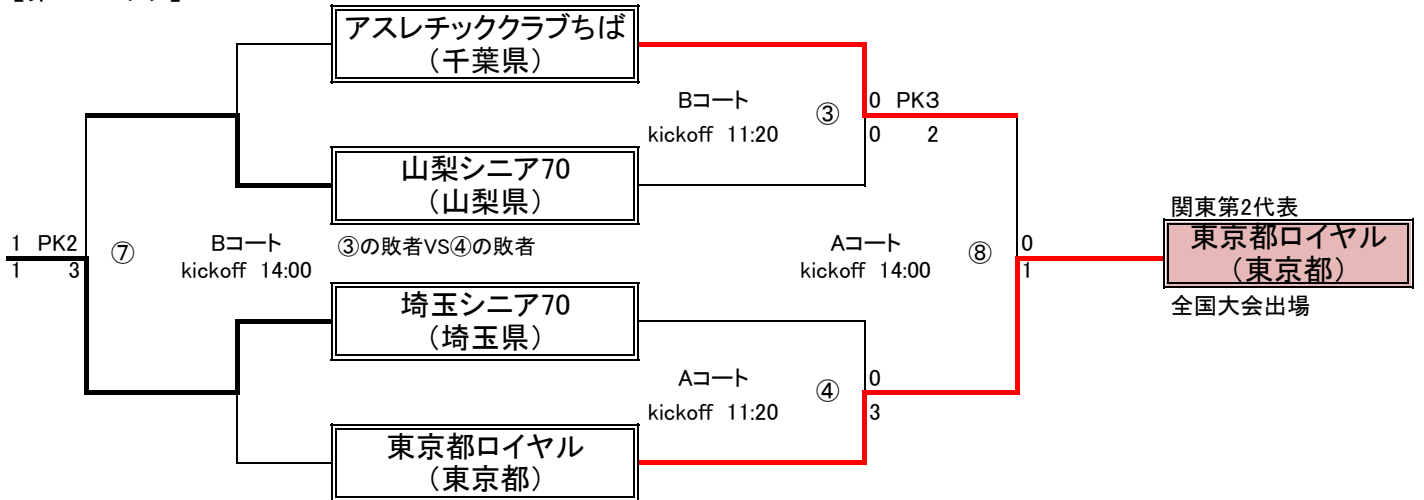 アスレチッククラブちば
（千葉県）
Bコート
kickoff 11:20
③
0 PK3
0 2
山梨シニア70
（山梨県）
1 PK2
1 3
⑦
Bコート
kickoff 14:00
③の敗者VS④の敗者
Aコート
kickoff 14:00
⑧
0
1
関東第2代表
東京都ロイヤル
（東京都）
全国大会出場
埼玉シニア70
（埼玉県）
Aコート
kickoff 11:20
④
0
3
東京都ロイヤル
（東京都）